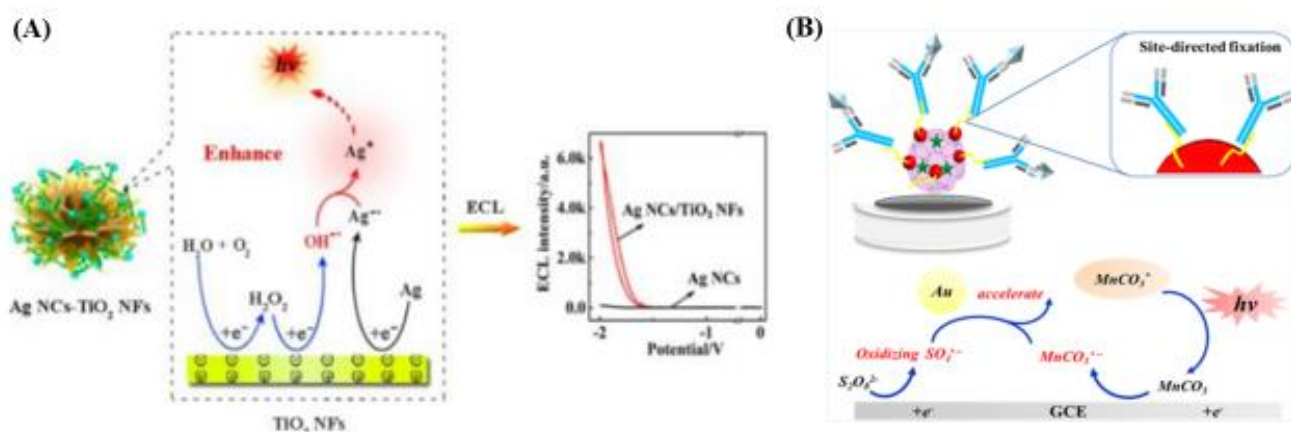 (A)
hν
Enhance
Ag*
Ag•−
OH•−
H₂O + O₂
H₂O₂
Ag
+e⁻
+e⁻
+e⁻
Ag NCs-TiO₂ NFs
TiO₂ NFs
ECL
ECL intensity/a.u.
6.0k
4.0k
2.0k
0.0
Ag NCs/TiO₂ NFs
Ag NCs
-2
-1
0
Potential/V
(B)
Site-directed fixation
Au
accelerate
MnCO₃*
hν
Oxidizing SO₄•−
MnCO₃•−
S₂O₈²⁻
MnCO₃
+e⁻
GCE
+e⁻